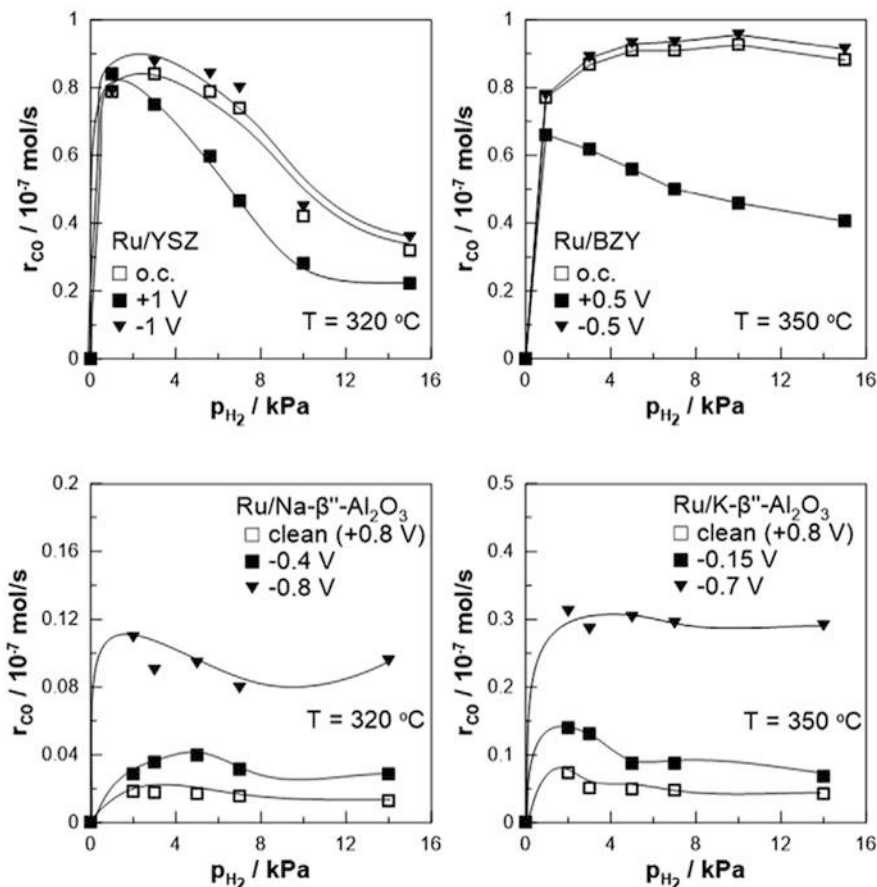 1
0.8
0.6
0.4
0.2
0
r_CO / 10⁻⁷ mol/s
Ru/YSZ
o.c.
+1 V
-1 V
T = 320 °C
0 4 8 12 16
p_H₂ / kPa
1
0.8
0.6
0.4
0.2
0
r_CO / 10⁻⁷ mol/s
Ru/BZY
o.c.
+0.5 V
-0.5 V
T = 350 °C
0 4 8 12 16
p_H₂ / kPa
0.2
0.16
0.12
0.08
0.04
0
r_CO / 10⁻⁷ mol/s
Ru/Na-β"-Al₂O₃
clean (+0.8 V)
-0.4 V
-0.8 V
T = 320 °C
0 4 8 12 16
p_H₂ / kPa
0.5
0.4
0.3
0.2
0.1
0
r_CO / 10⁻⁷ mol/s
Ru/K-β"-Al₂O₃
clean (+0.8 V)
-0.15 V
-0.7 V
T = 350 °C
0 4 8 12 16
p_H₂ / kPa